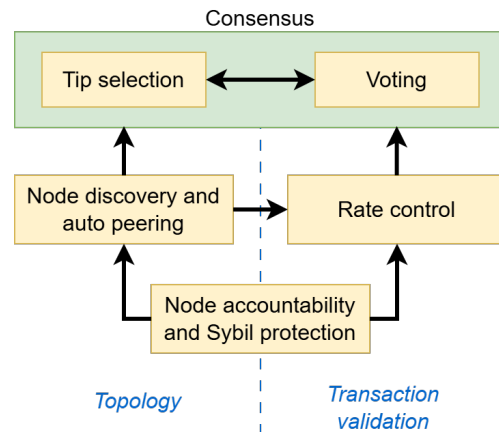 Consensus
Tip selection
Voting
Node discovery and
auto peering
Rate control
Node accountability
and Sybil protection
Topology
Transaction
validation